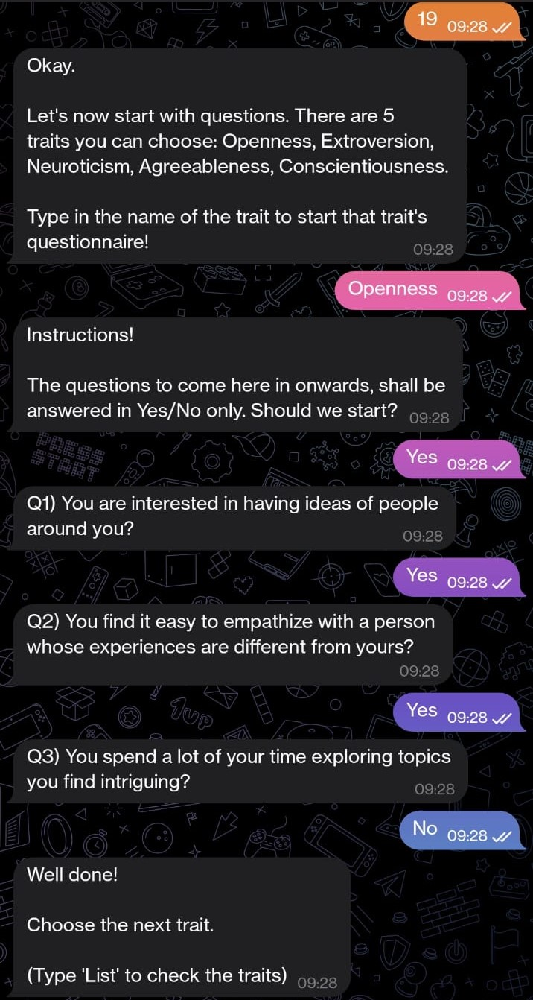 19 09:28
Okay.
Let's now start with questions. There are 5
traits you can choose: Openness, Extroversion,
Neuroticism, Agreeableness, Conscientiousness.
Type in the name of the trait to start that trait's
questionnaire!
09:28
Openness 09:28
Instructions!
The questions to come here in onwards, shall be
answered in Yes/No only. Should we start? 09:28
PRESS
START
Yes 09:28
Q1) You are interested in having ideas of people
around you?
09:28
Yes 09:28
Q2) You find it easy to empathize with a person
whose experiences are different from yours?
09:28
1UP
Yes 09:28
Q3) You spend a lot of your time exploring topics
you find intriguing?
09:28
No 09:28
Well done!
Choose the next trait.
(Type 'List' to check the traits) 09:28